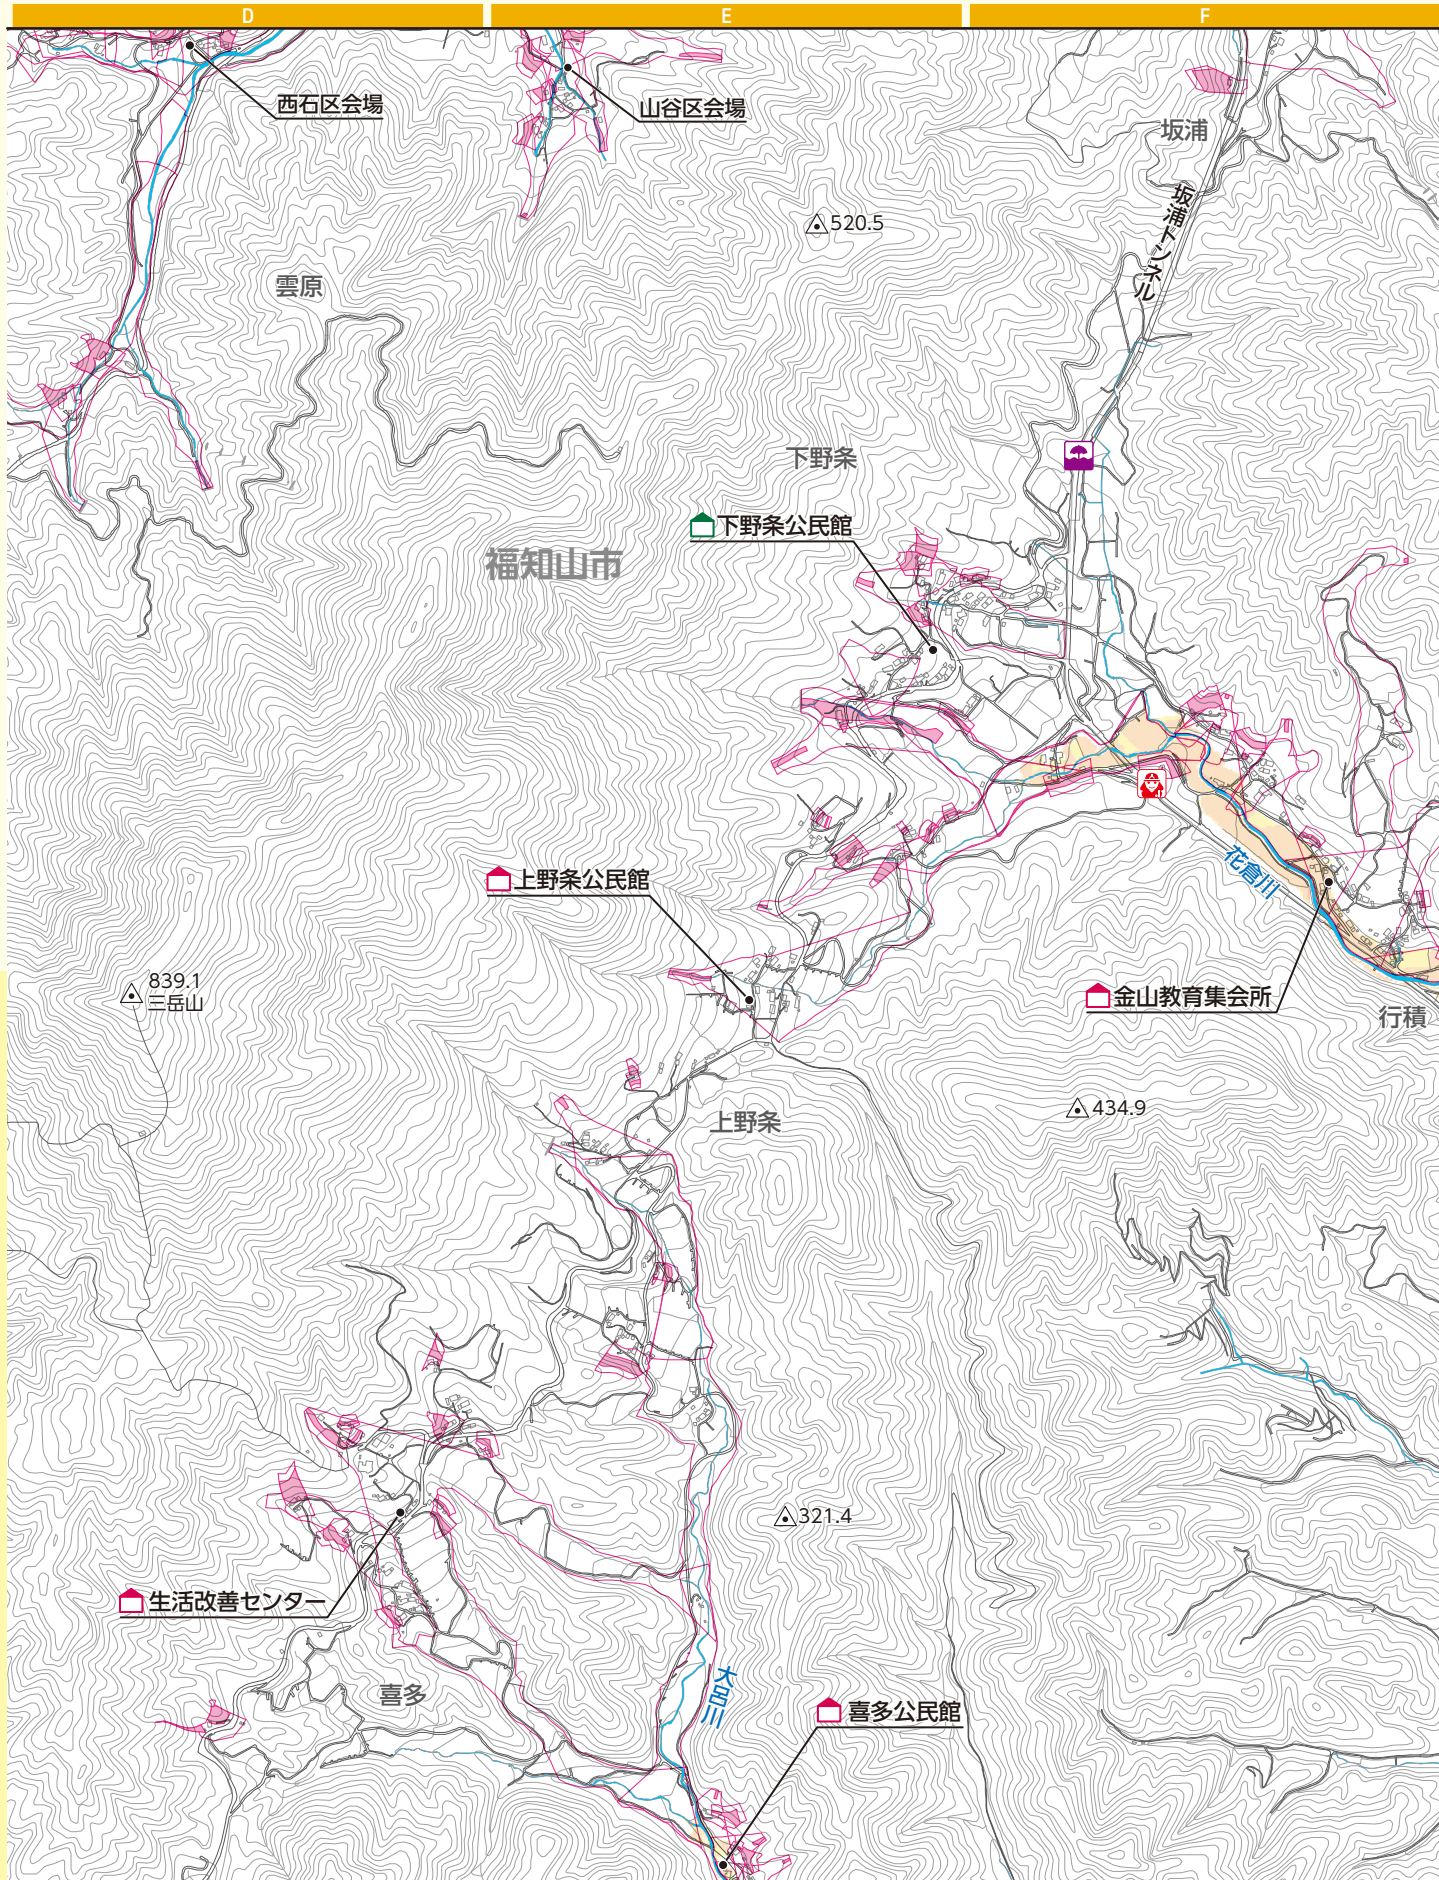 D
E
F
西石区会場
山谷区会場
坂浦
坂浦トンネル
520.5
雲原
下野条
下野条公民館
福知山市
花倉川
上野条公民館
839.1
三岳山
金山教育集会所
行積
434.9
上野条
321.4
生活改善センター
大呂川
喜多
喜多公民館